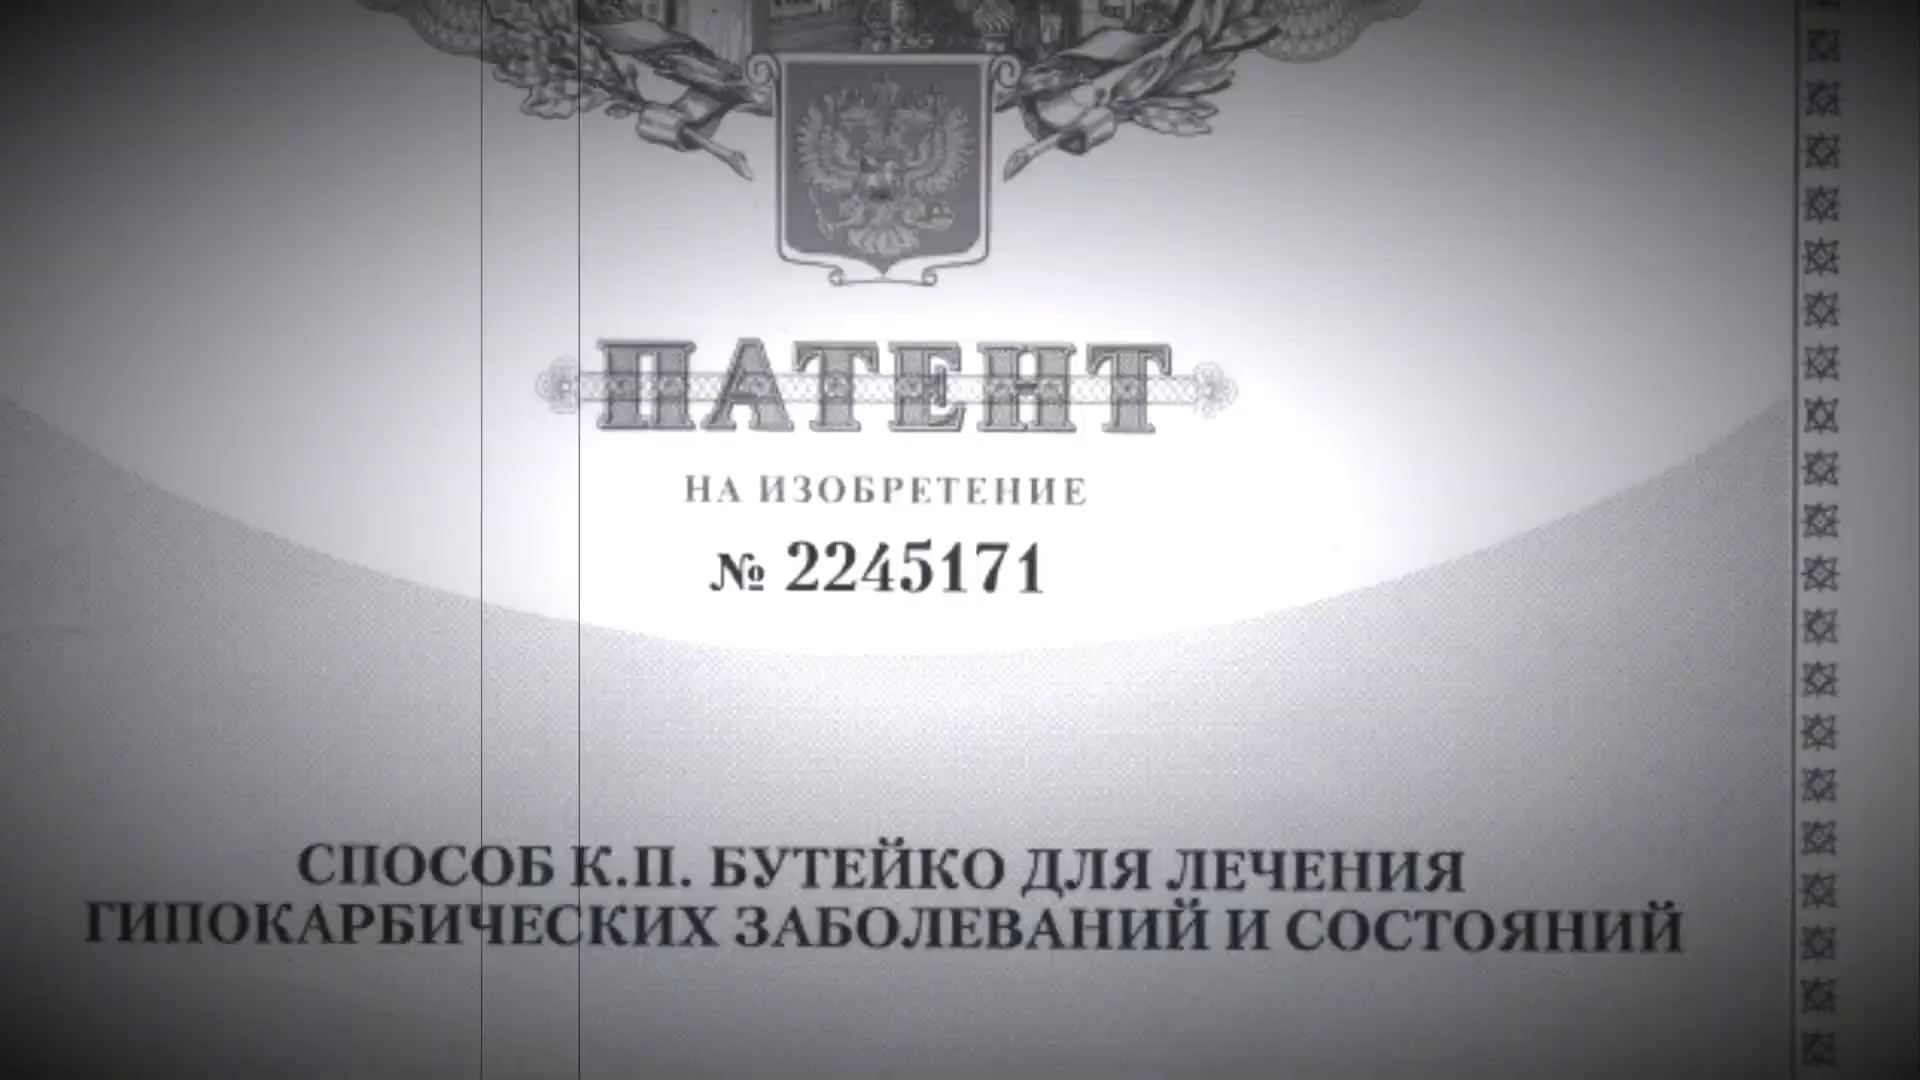 ПАТЕНТ
НА ИЗОБРЕТЕНИЕ
№ 2245171
СПОСОБ К.П. БУТЕЙКО ДЛЯ ЛЕЧЕНИЯ
ГИПОКАРБИЧЕСКИХ ЗАБОЛЕВАНИЙ И СОСТОЯНИЙ